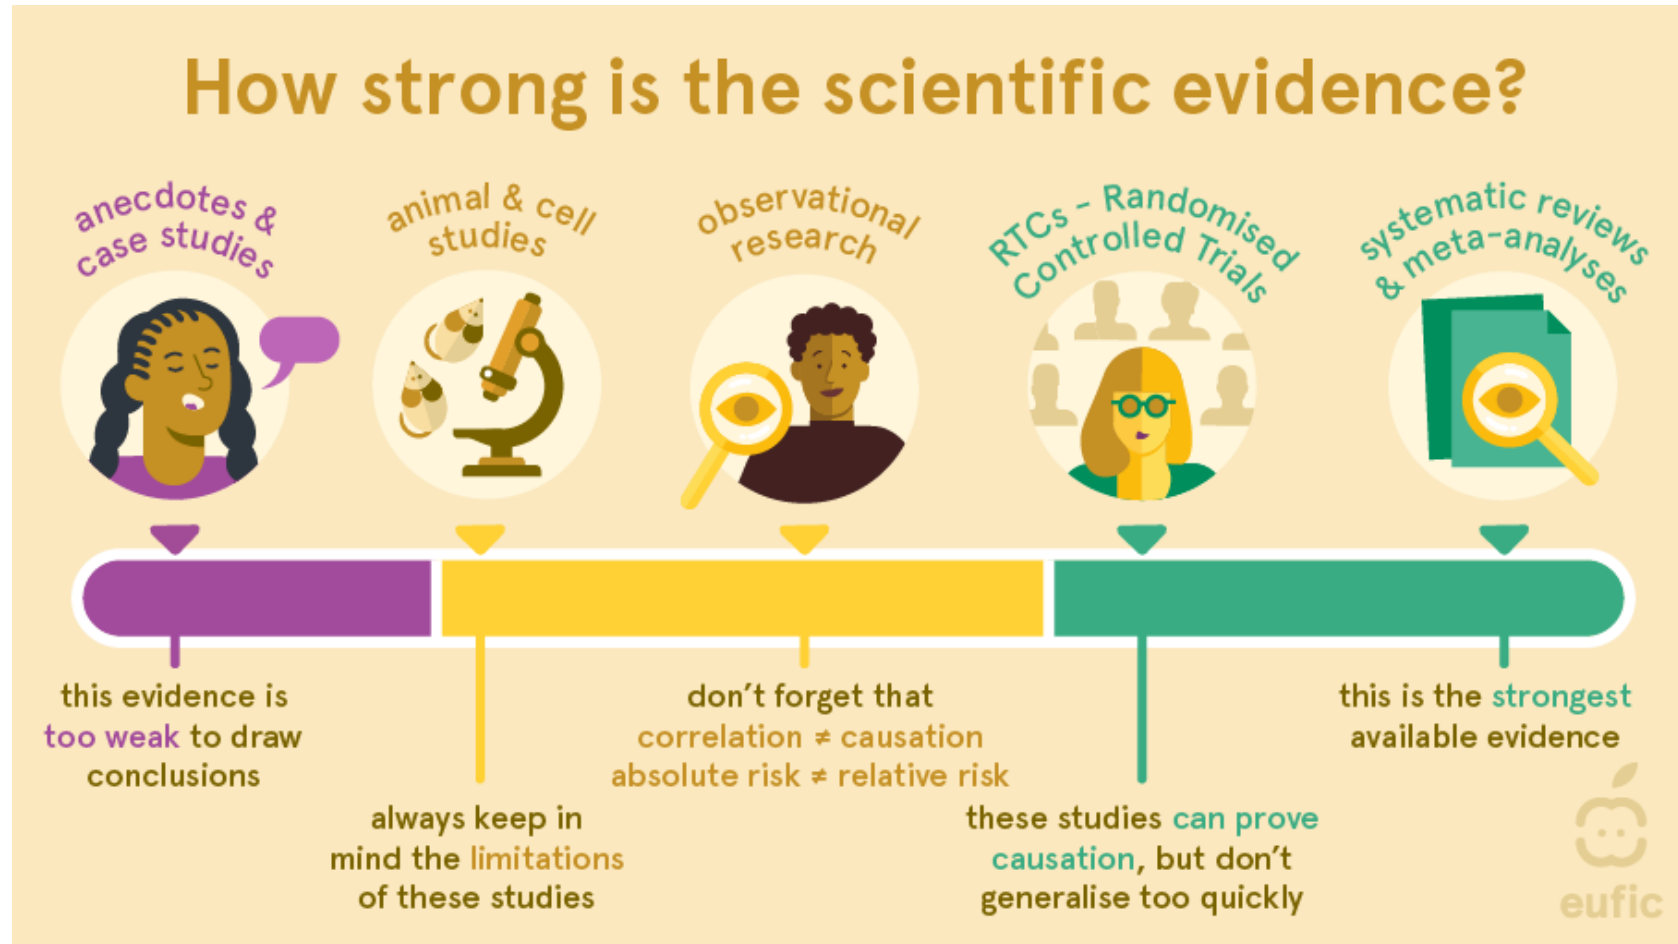 How strong is the scientific evidence?
anecdotes &
case studies
animal & cell
studies
observational
research
RTCs - Randomised
Controlled Trials
systematic reviews
& meta-analyses
this evidence is
too weak to draw
conclusions
always keep in
mind the limitations
of these studies
don't forget that
correlation ≠ causation
absolute risk ≠ relative risk
these studies can prove
causation, but don't
generalise too quickly
this is the strongest
available evidence
eufic